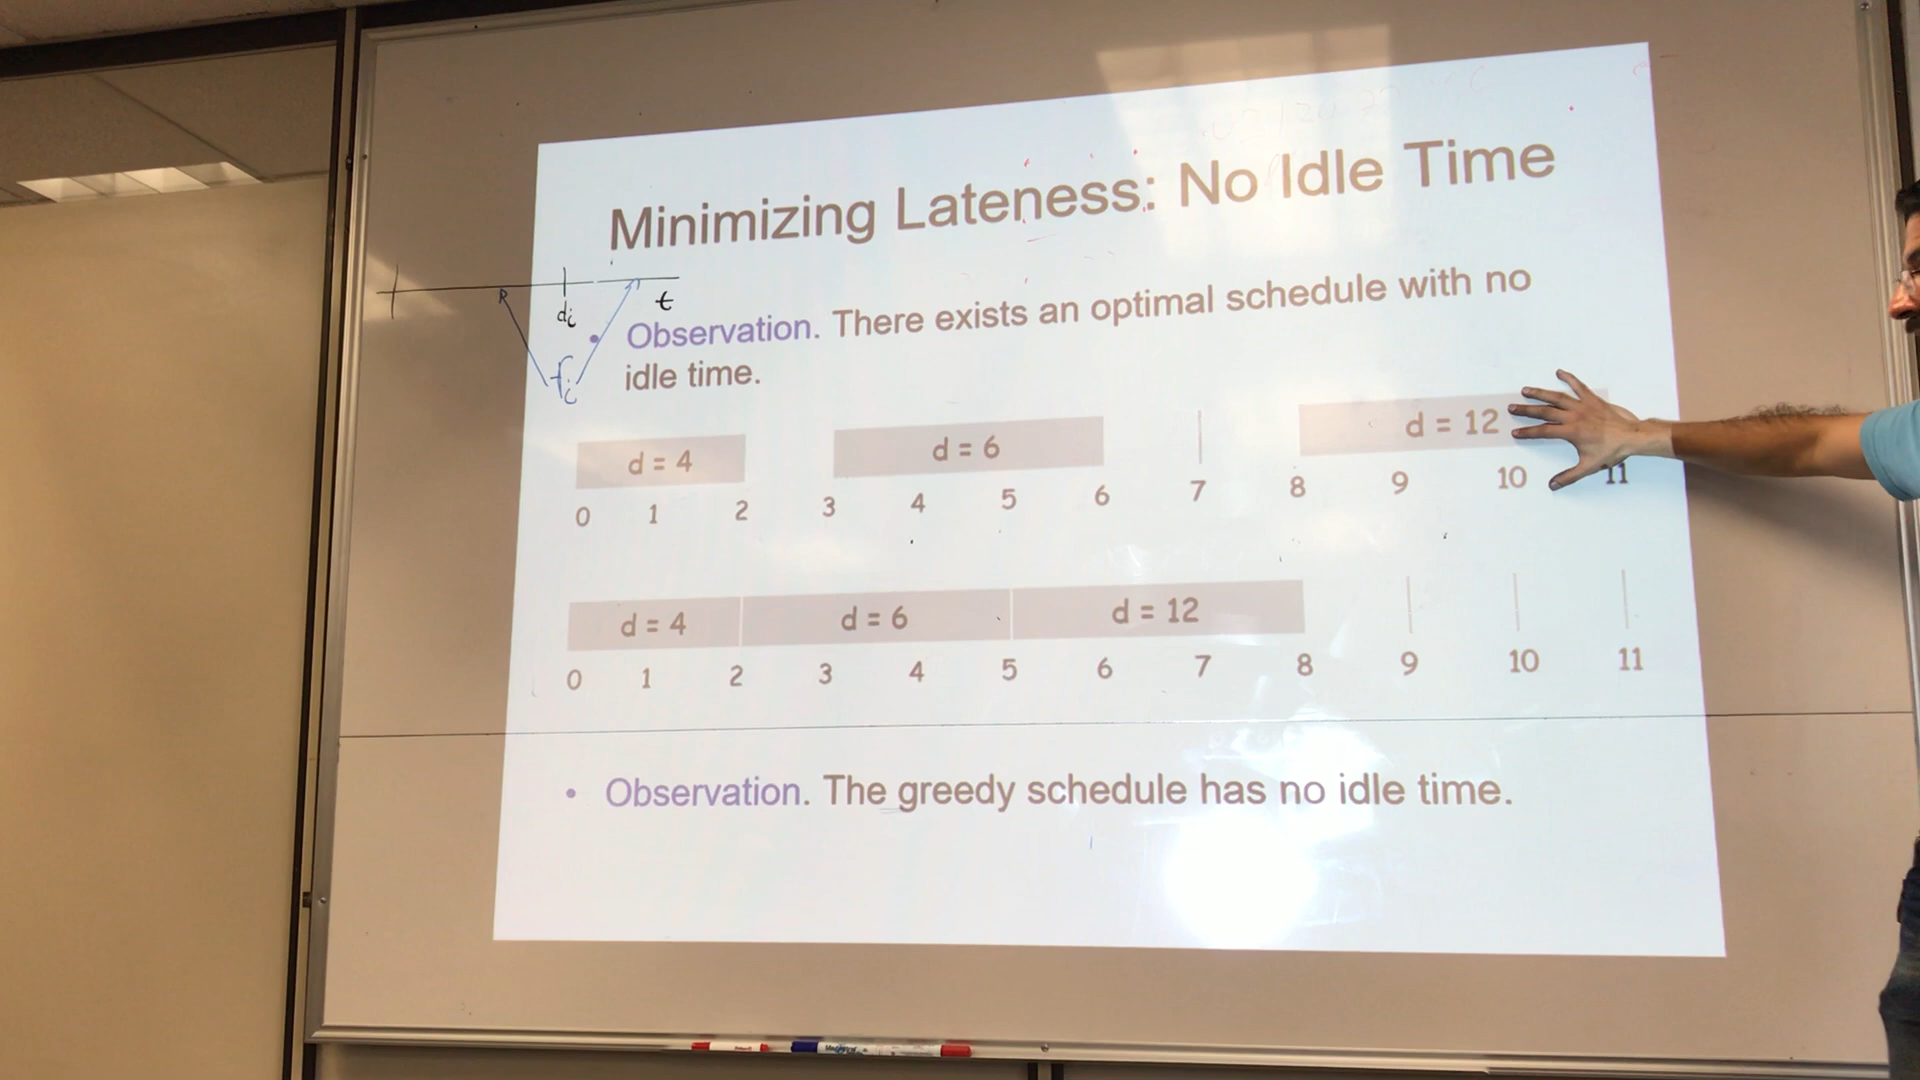 Minimizing Lateness: No Idle Time
di
t
fi
• Observation. There exists an optimal schedule with no
idle time.
d = 4 d = 6 d = 12
0 1 2 3 4 5 6 7 8 9 10 11
d = 4 d = 6 d = 12
0 1 2 3 4 5 6 7 8 9 10 11
• Observation. The greedy schedule has no idle time.